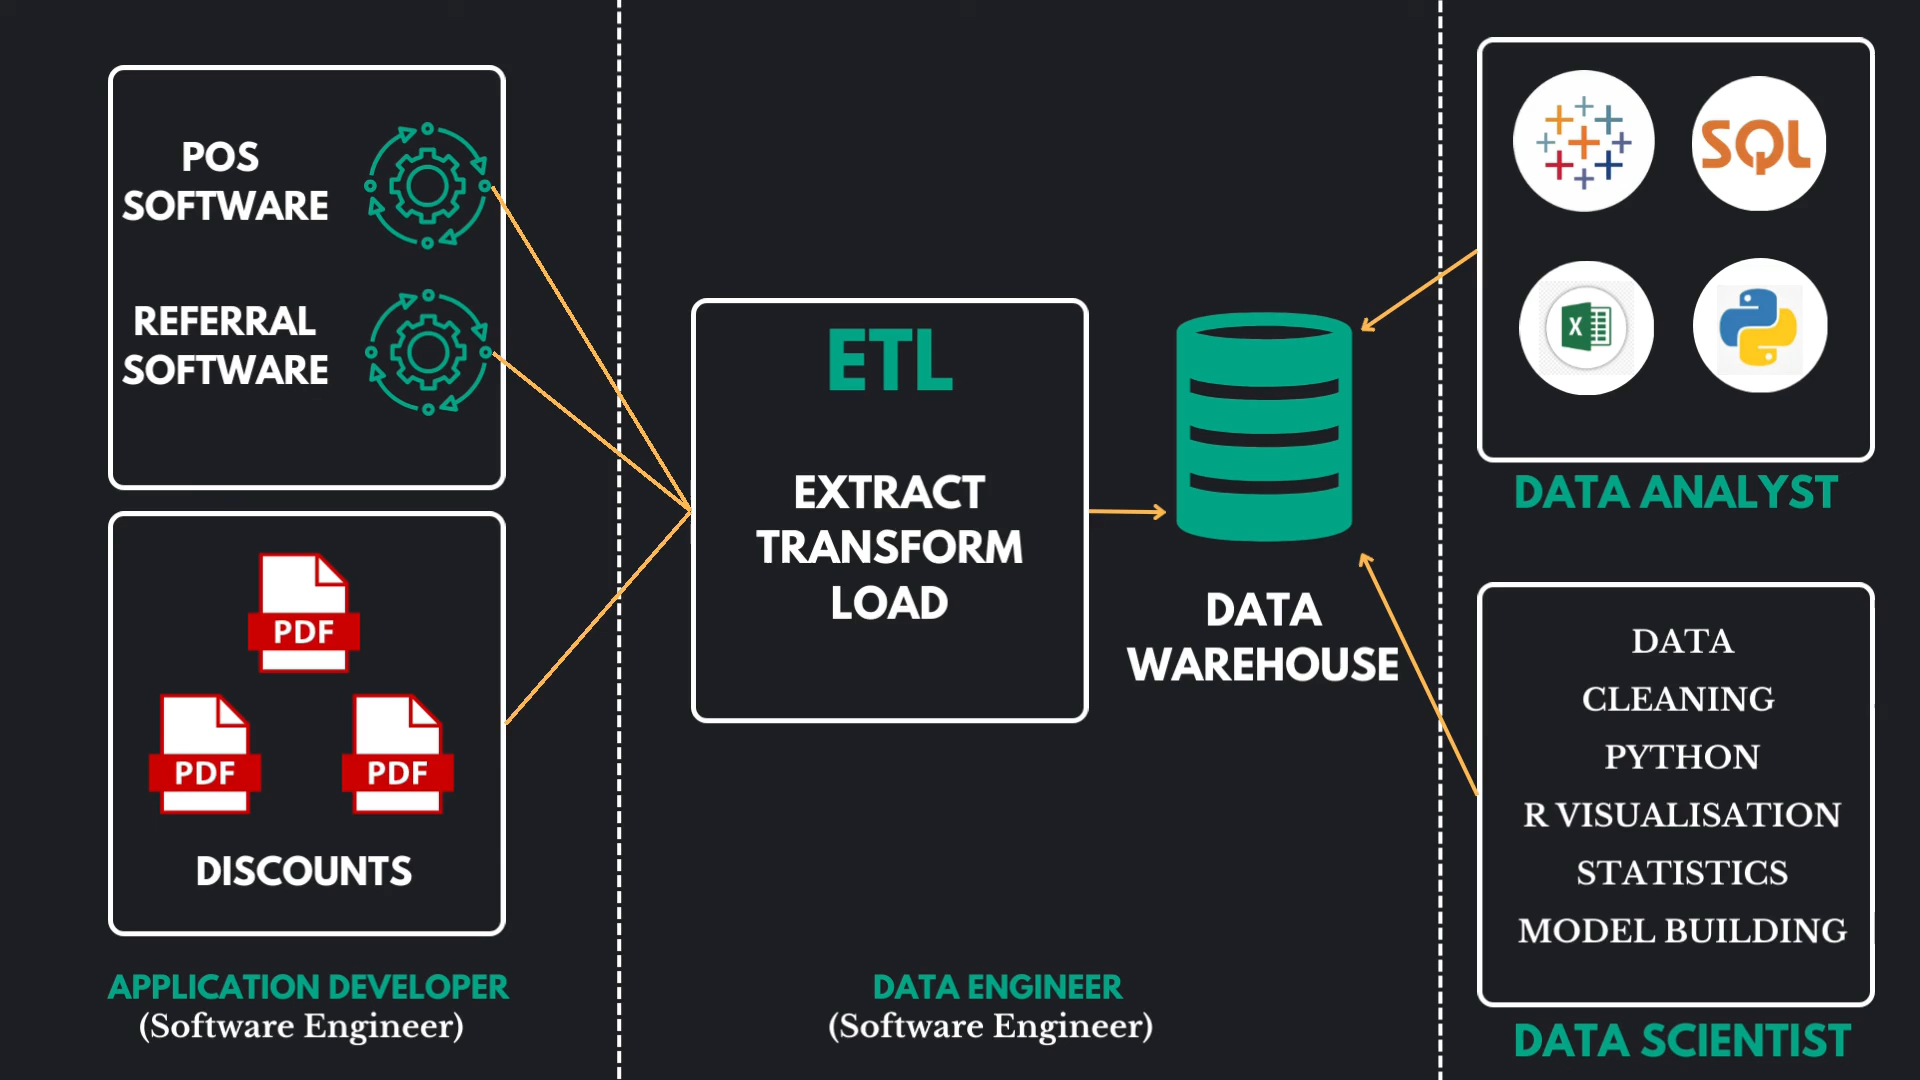 POS
SOFTWARE
REFERRAL
SOFTWARE
PDF
PDF
PDF
DISCOUNTS
APPLICATION DEVELOPER
(Software Engineer)
ETL
EXTRACT
TRANSFORM
LOAD
DATA
WAREHOUSE
DATA ENGINEER
(Software Engineer)
SQL
X
DATA ANALYST
DATA
CLEANING
PYTHON
R VISUALISATION
STATISTICS
MODEL BUILDING
DATA SCIENTIST